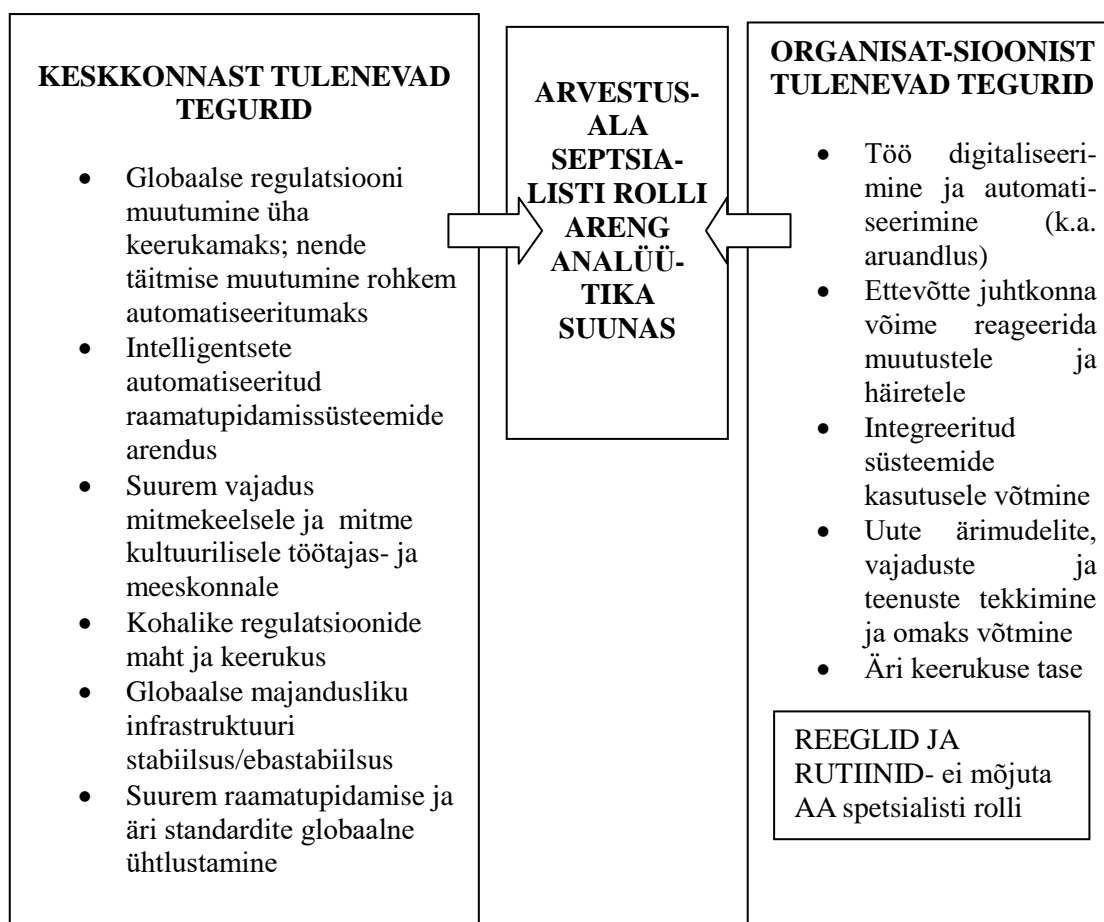 KESKKONNAST TULENEVAD
TEGURID
• Globaalse regulatsiooni
muutumine üha
keerukamaks; nende
täitmise muutumine rohkem
automatiseeritumaks
• Intelligentsete
automatiseeritud
raamatupidamissüsteemide
arendus
• Suurem vajadus
mitmekeelsele ja mitme
kultuurilisele töötajas- ja
meeskonnale
• Kohalike regulatsioonide
maht ja keerukus
• Globaalse majandusliku
infrastruktuuri
stabiilsus/ebastabiilsus
• Suurem raamatupidamise ja
äri standardite globaalne
ühtlustamine
ARVESTUS-
ALA
SEPTSIA-
LISTI ROLLI
ARENG
ANALÜÜ-
TIKA
SUUNAS
ORGANISAT-SIOONIST
TULENEVAD TEGURID
• Töö digitaliseeri-
mine ja automati-
seerimine (k.a.
aruandlus)
• Ettevõtte juhtkonna
võime reageerida
muutustele ja
häiretele
• Integreeritud
süsteemide
kasutusele võtmine
• Uute ärimudelite,
vajaduste ja
teenuste tekkimine
ja omaks võtmine
• Äri keerukuse tase
REEGLID JA
RUTIINID- ei mõjuta
AA spetsialisti rolli